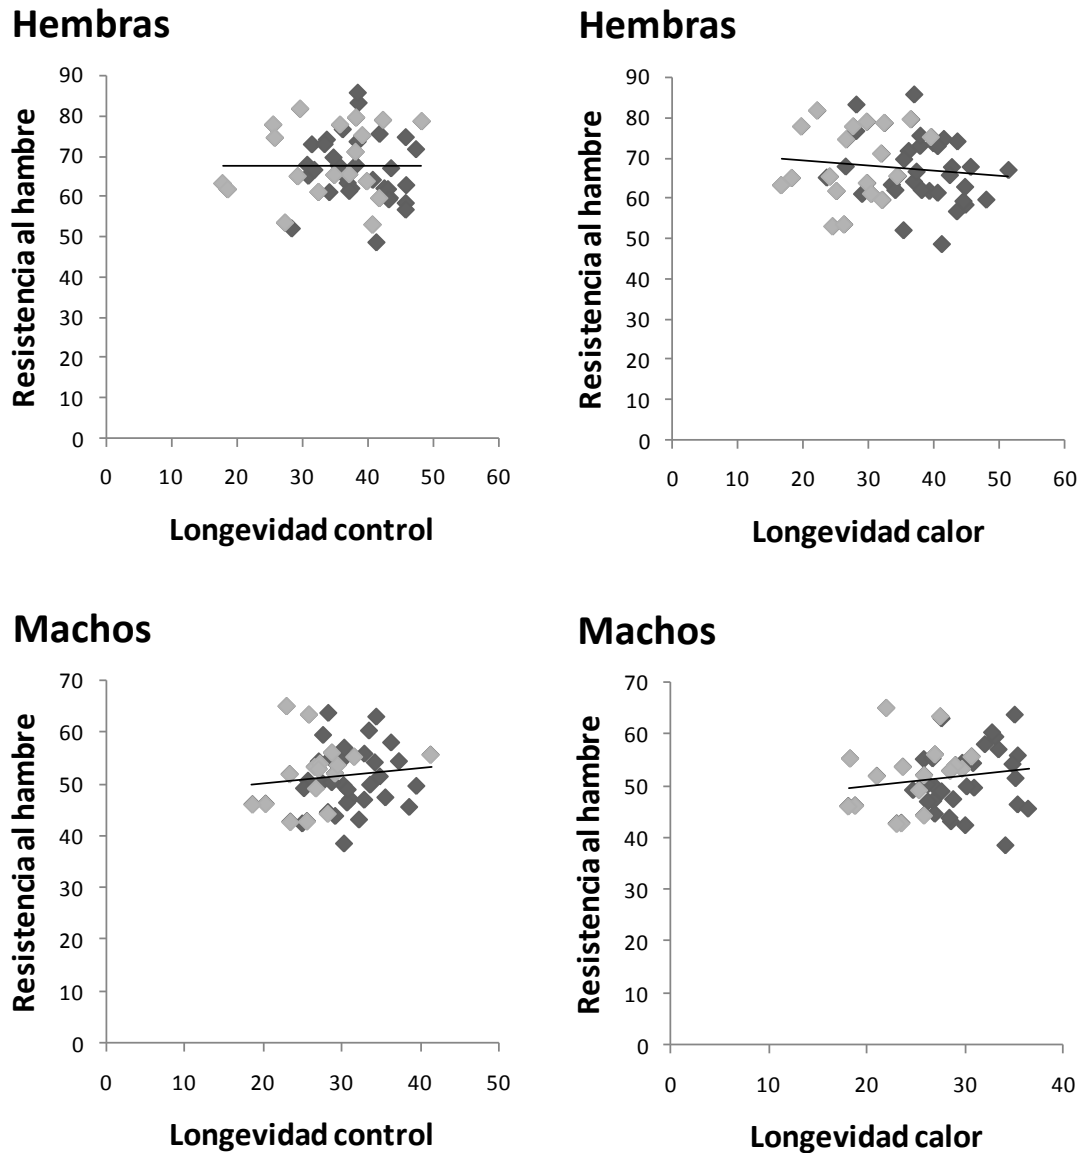 Hembras
Resistencia al hambre
90
80
70
60
50
40
30
20
10
0
0 10 20 30 40 50 60
Longevidad control
Hembras
Resistencia al hambre
90
80
70
60
50
40
30
20
10
0
0 10 20 30 40 50 60
Longevidad calor
Machos
Resistencia al hambre
70
60
50
40
30
20
10
0
0 10 20 30 40 50
Longevidad control
Machos
Resistencia al hambre
70
60
50
40
30
20
10
0
0 10 20 30 40
Longevidad calor